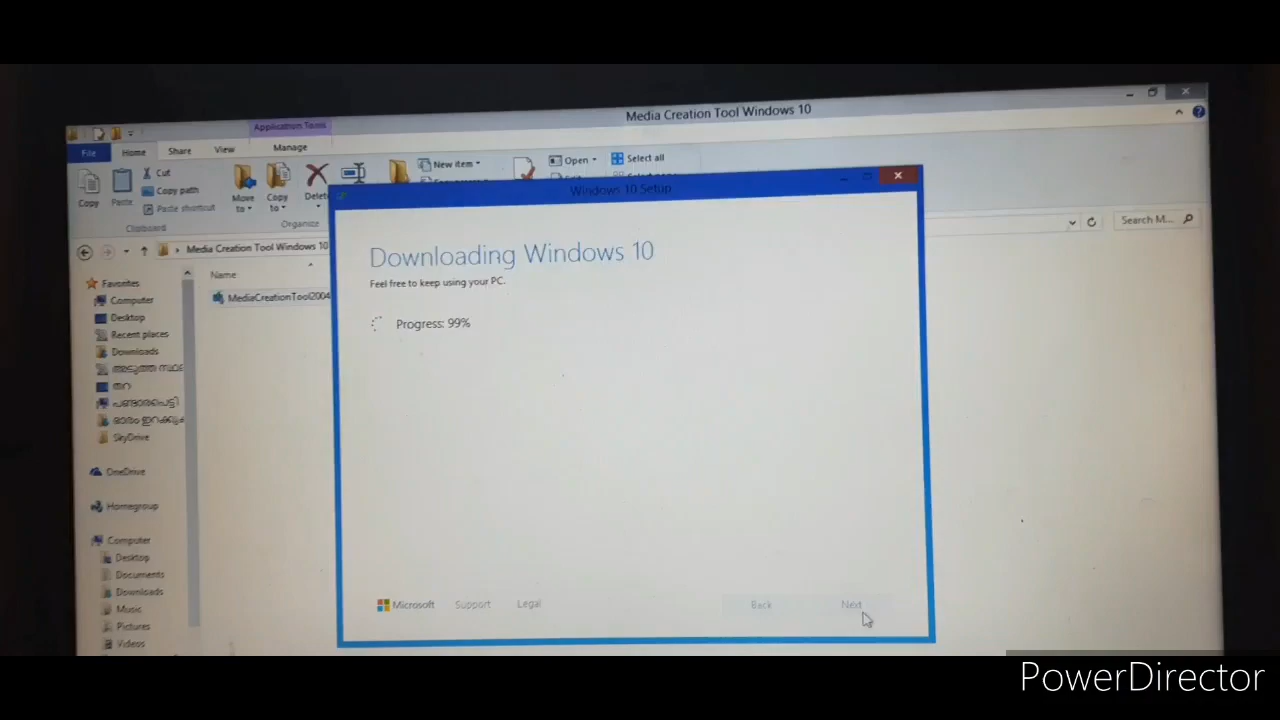 Media Creation Tool Windows 10
Application Tools
File Home Share View Manage
Copy
Paste
Cut
Copy path
Paste shortcut
Clipboard
Move
to
Copy
to
Delete
Organize
New item
Open
Select all
Media Creation Tool Windows 10
Search M...
Name
MediaCreationTool2004
Favorites
Computer
Desktop
Recent places
Downloads
തറ
SkyDrive
OneDrive
Homegroup
Computer
Desktop
Documents
Downloads
Music
Pictures
Videos
Windows 10 Setup
Downloading Windows 10
Feel free to keep using your PC.
Progress: 99%
Microsoft Support Legal
Back Next
PowerDirector